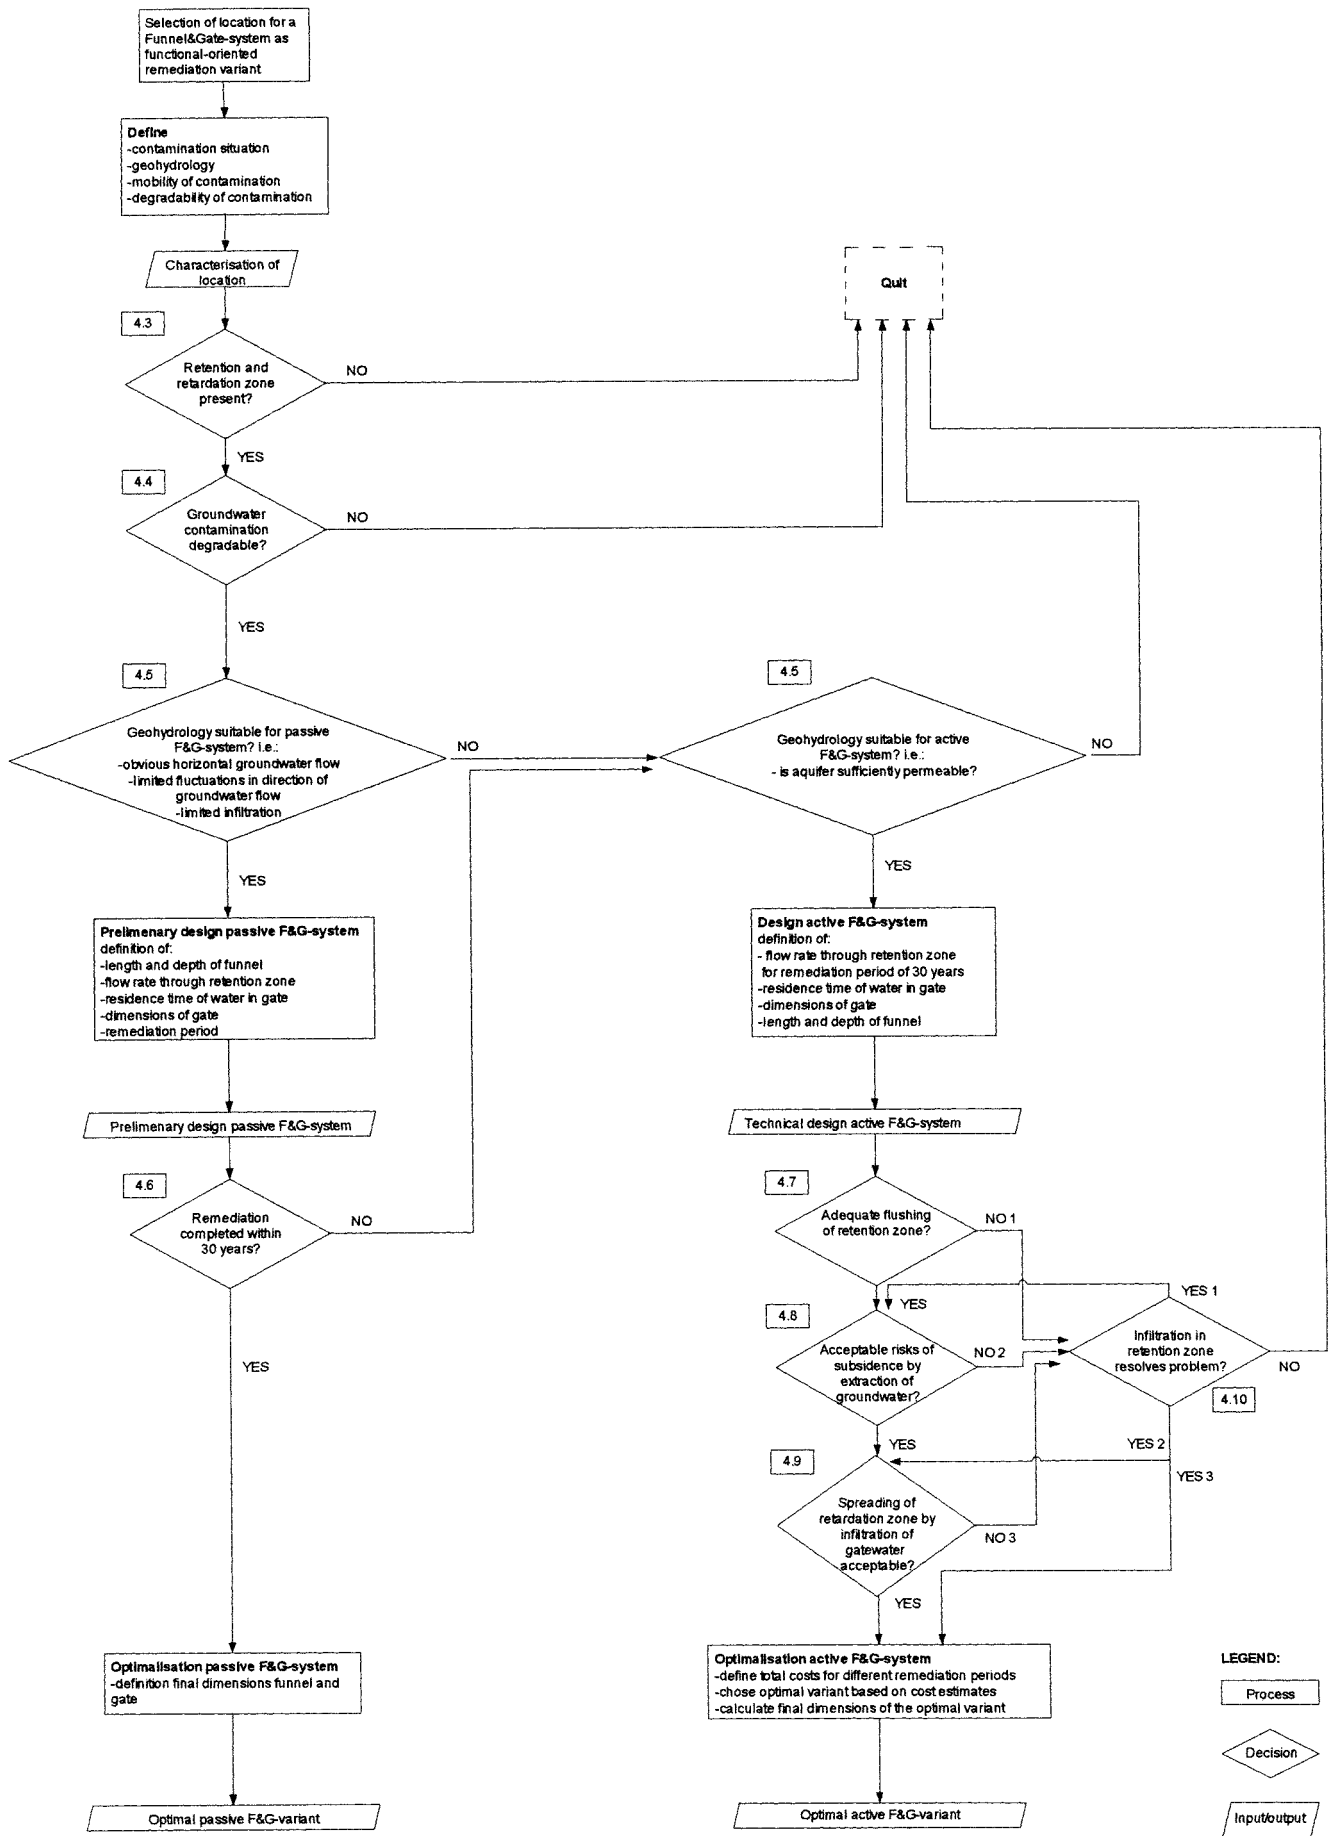 Selection of location for a
Funnel&Gate-system as
functional-oriented
remediation variant
Define
-contamination situation
-geohydrology
-mobility of contamination
-degradability of contamination
Characterisation of
location
Quit
4.3
Retention and
retardation zone
present?
NO
YES
4.4
Groundwater
contamination
degradable?
NO
YES
4.5
Geohydrology suitable for passive
F&G-system? i.e.:
-obvious horizontal groundwater flow
-limited fluctuations in direction of
groundwater flow
-limited infiltration
NO
YES
4.5
Geohydrology suitable for active
F&G-system? i.e.:
- is aquifer sufficiently permeable?
NO
YES
Prelimenary design passive F&G-system
definition of:
-length and depth of funnel
-flow rate through retention zone
-residence time of water in gate
-dimensions of gate
-remediation period
Design active F&G-system
definition of:
- flow rate through retention zone
for remediation period of 30 years
-residence time of water in gate
-dimensions of gate
-length and depth of funnel
Prelimenary design passive F&G-system
Technical design active F&G-system
4.6
Remediation
completed within
30 years?
NO
YES
4.7
Adequate flushing
of retention zone?
NO 1
YES
4.8
Acceptable risks of
subsidence by
extraction of
groundwater?
NO 2
YES
YES 1
Infiltration in
retention zone
resolves problem?
NO
4.10
YES 2
YES 3
4.9
Spreading of
retardation zone by
infiltration of
gatewater
acceptable?
NO 3
YES
Optimalisation passive F&G-system
-definition final dimensions funnel and
gate
Optimalisation active F&G-system
-define total costs for different remediation periods
-chose optimal variant based on cost estimates
-calculate final dimensions of the optimal variant
Optimal passive F&G-variant
Optimal active F&G-variant
LEGEND:
Process
Decision
Input/output